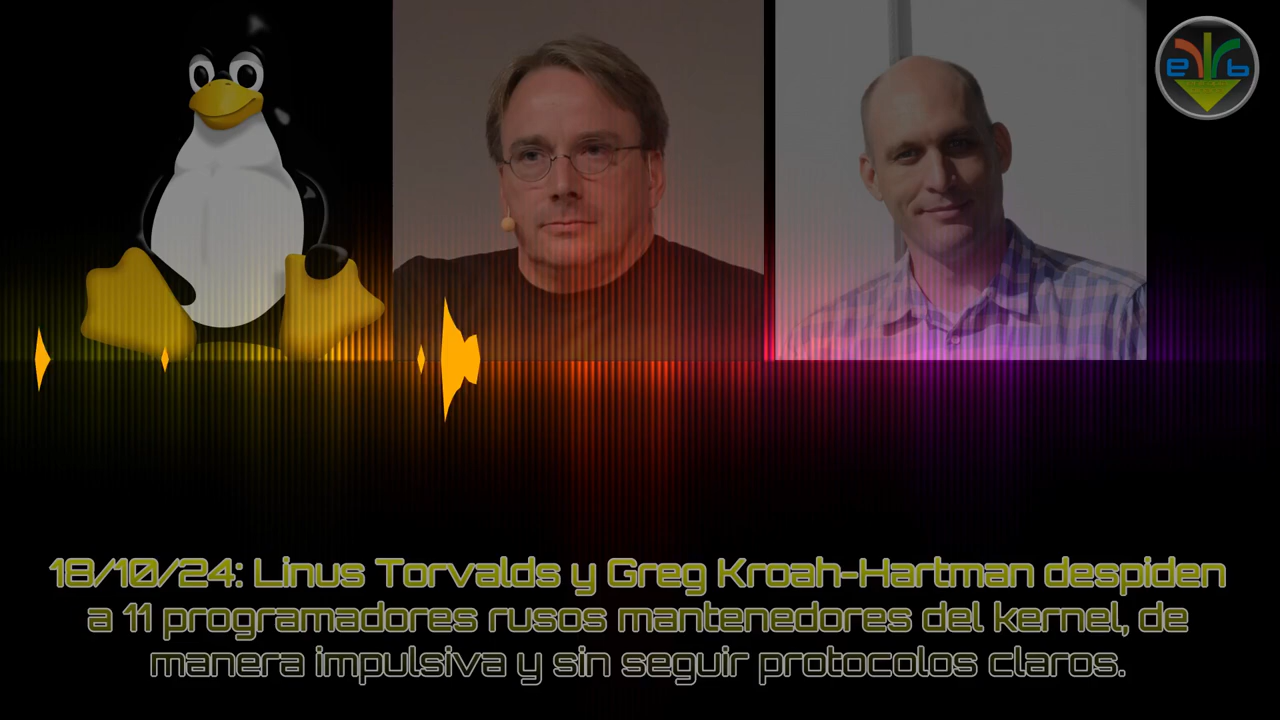 e b
18/10/24: Linus Torvalds y Greg Kroah-Hartman despiden
a 11 programadores rusos mantenedores del kernel, de
manera impulsiva y sin seguir protocolos claros.